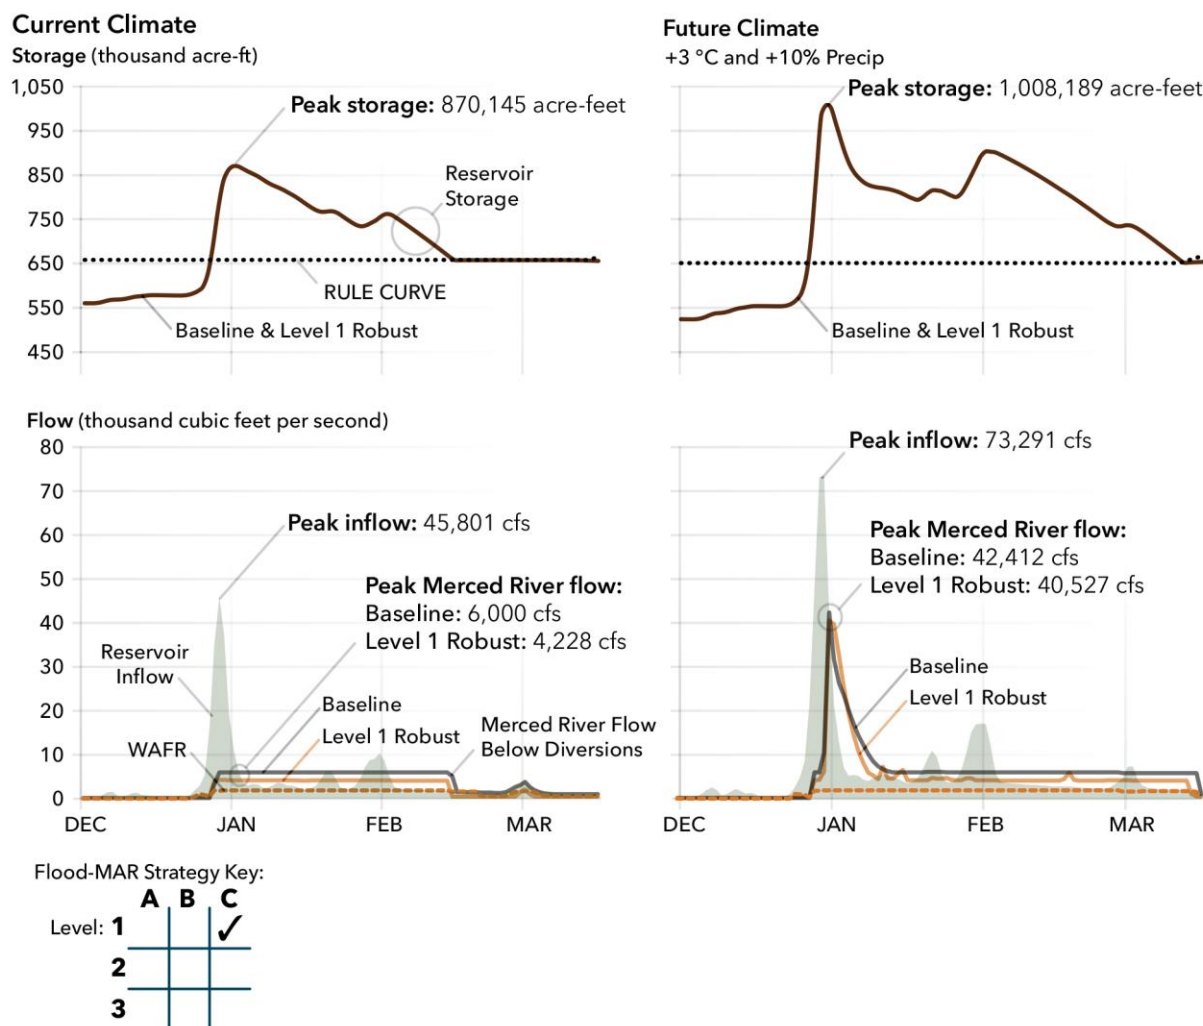 Current Climate
Storage (thousand acre-ft)
1,050
950
850
750
650
550
450
Peak storage: 870,145 acre-feet
Reservoir
Storage
RULE CURVE
Baseline & Level 1 Robust
Future Climate
+3 °C and +10% Precip
Peak storage: 1,008,189 acre-feet
Baseline & Level 1 Robust
Flow (thousand cubic feet per second)
80
70
60
50
40
30
20
10
0
Peak inflow: 45,801 cfs
Peak Merced River flow:
Baseline: 6,000 cfs
Level 1 Robust: 4,228 cfs
Reservoir
Inflow
WAFR
Baseline
Level 1 Robust
Merced River Flow
Below Diversions
DEC JAN FEB MAR
Peak inflow: 73,291 cfs
Peak Merced River flow:
Baseline: 42,412 cfs
Level 1 Robust: 40,527 cfs
Baseline
Level 1 Robust
DEC JAN FEB MAR
Flood-MAR Strategy Key:
A B C
Level: 1 ✓
2
3